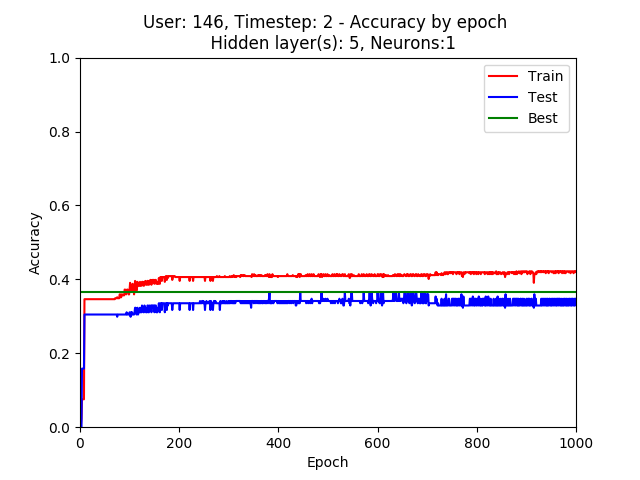 User: 146, Timestep: 2 - Accuracy by epoch
Hidden layer(s): 5, Neurons:1
Train
Test
Best
1.0
0.8
0.6
0.4
0.2
0.0
Accuracy
0 200 400 600 800 1000
Epoch